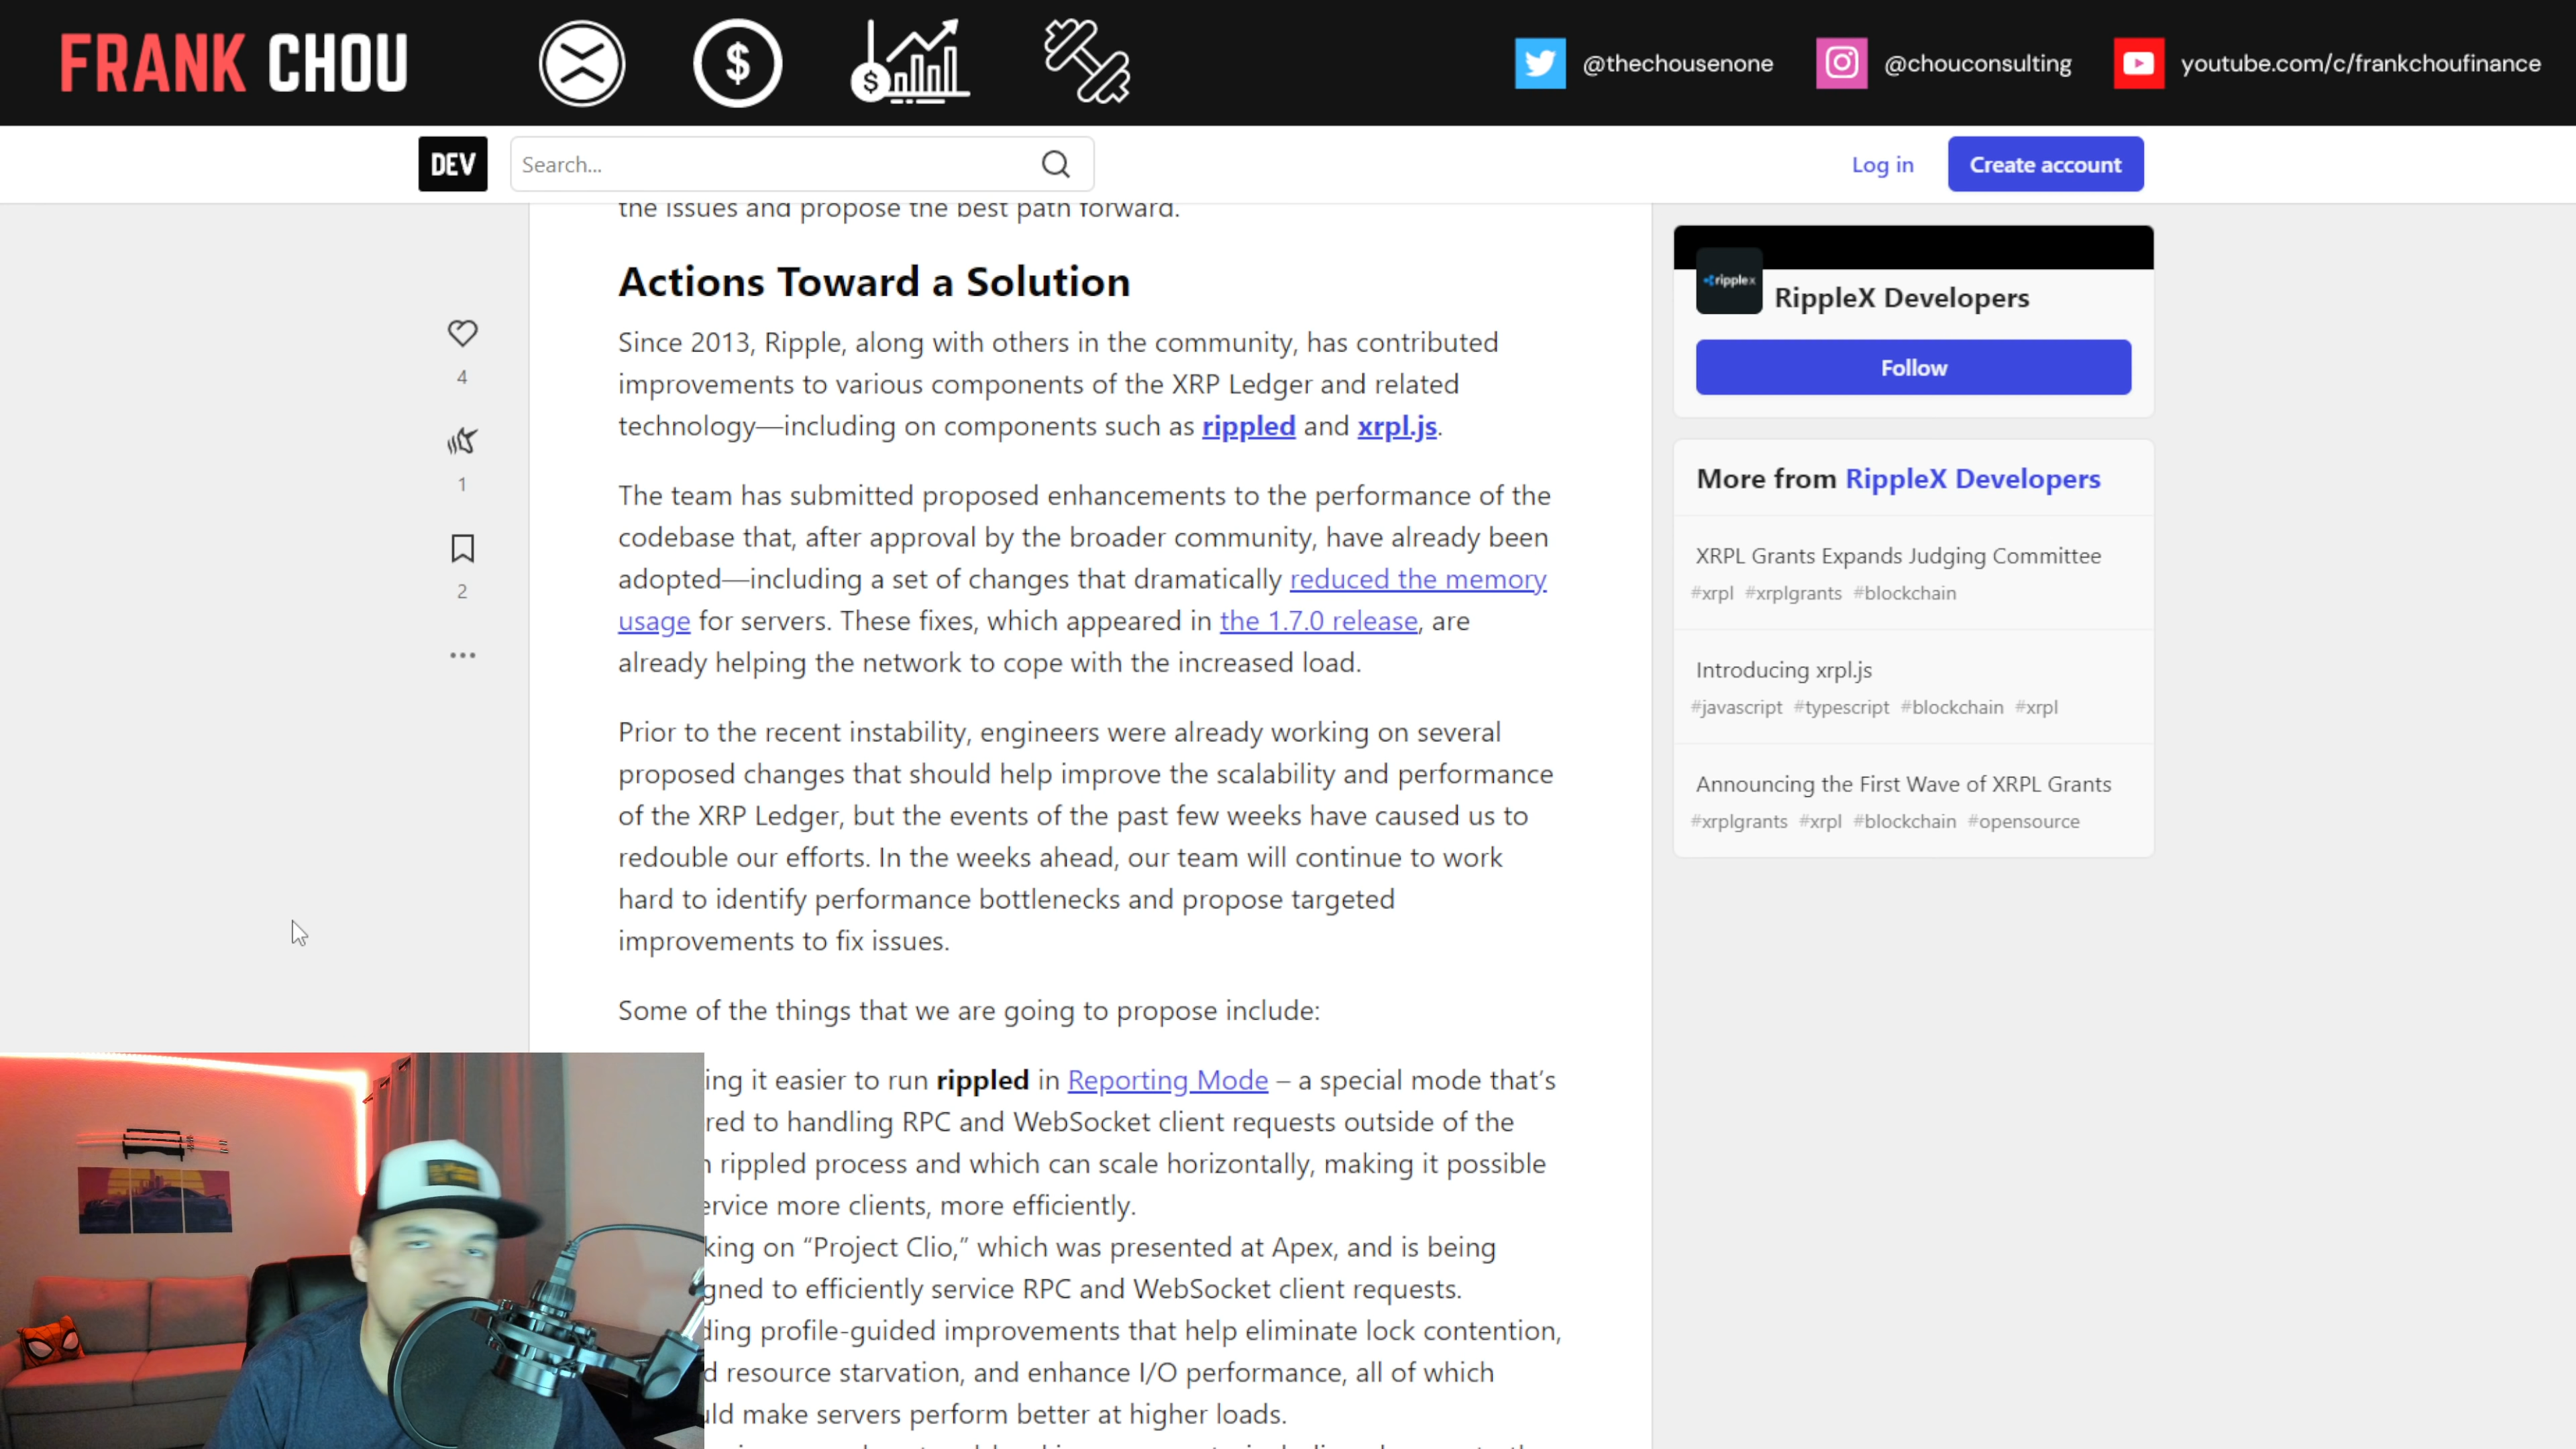 FRANK CHOU
@thechousenone
@chouconsulting
youtube.com/c/frankchoufinance
DEV
Search...
Log in
Create account
the issues and propose the best path forward.
Actions Toward a Solution
Since 2013, Ripple, along with others in the community, has contributed
improvements to various components of the XRP Ledger and related
technology—including on components such as rippled and xrpl.js.
The team has submitted proposed enhancements to the performance of the
codebase that, after approval by the broader community, have already been
adopted—including a set of changes that dramatically reduced the memory
usage for servers. These fixes, which appeared in the 1.7.0 release, are
already helping the network to cope with the increased load.
Prior to the recent instability, engineers were already working on several
proposed changes that should help improve the scalability and performance
of the XRP Ledger, but the events of the past few weeks have caused us to
redouble our efforts. In the weeks ahead, our team will continue to work
hard to identify performance bottlenecks and propose targeted
improvements to fix issues.
Some of the things that we are going to propose include:
ing it easier to run rippled in Reporting Mode – a special mode that's
red to handling RPC and WebSocket client requests outside of the
rippled process and which can scale horizontally, making it possible
ervice more clients, more efficiently.
king on “Project Clio,” which was presented at Apex, and is being
gned to efficiently service RPC and WebSocket client requests.
ding profile-guided improvements that help eliminate lock contention,
d resource starvation, and enhance I/O performance, all of which
uld make servers perform better at higher loads.
4
1
2
ripplex
RippleX Developers
Follow
More from RippleX Developers
XRPL Grants Expands Judging Committee
#xrpl #xrplgrants #blockchain
Introducing xrpl.js
#javascript #typescript #blockchain #xrpl
Announcing the First Wave of XRPL Grants
#xrplgrants #xrpl #blockchain #opensource